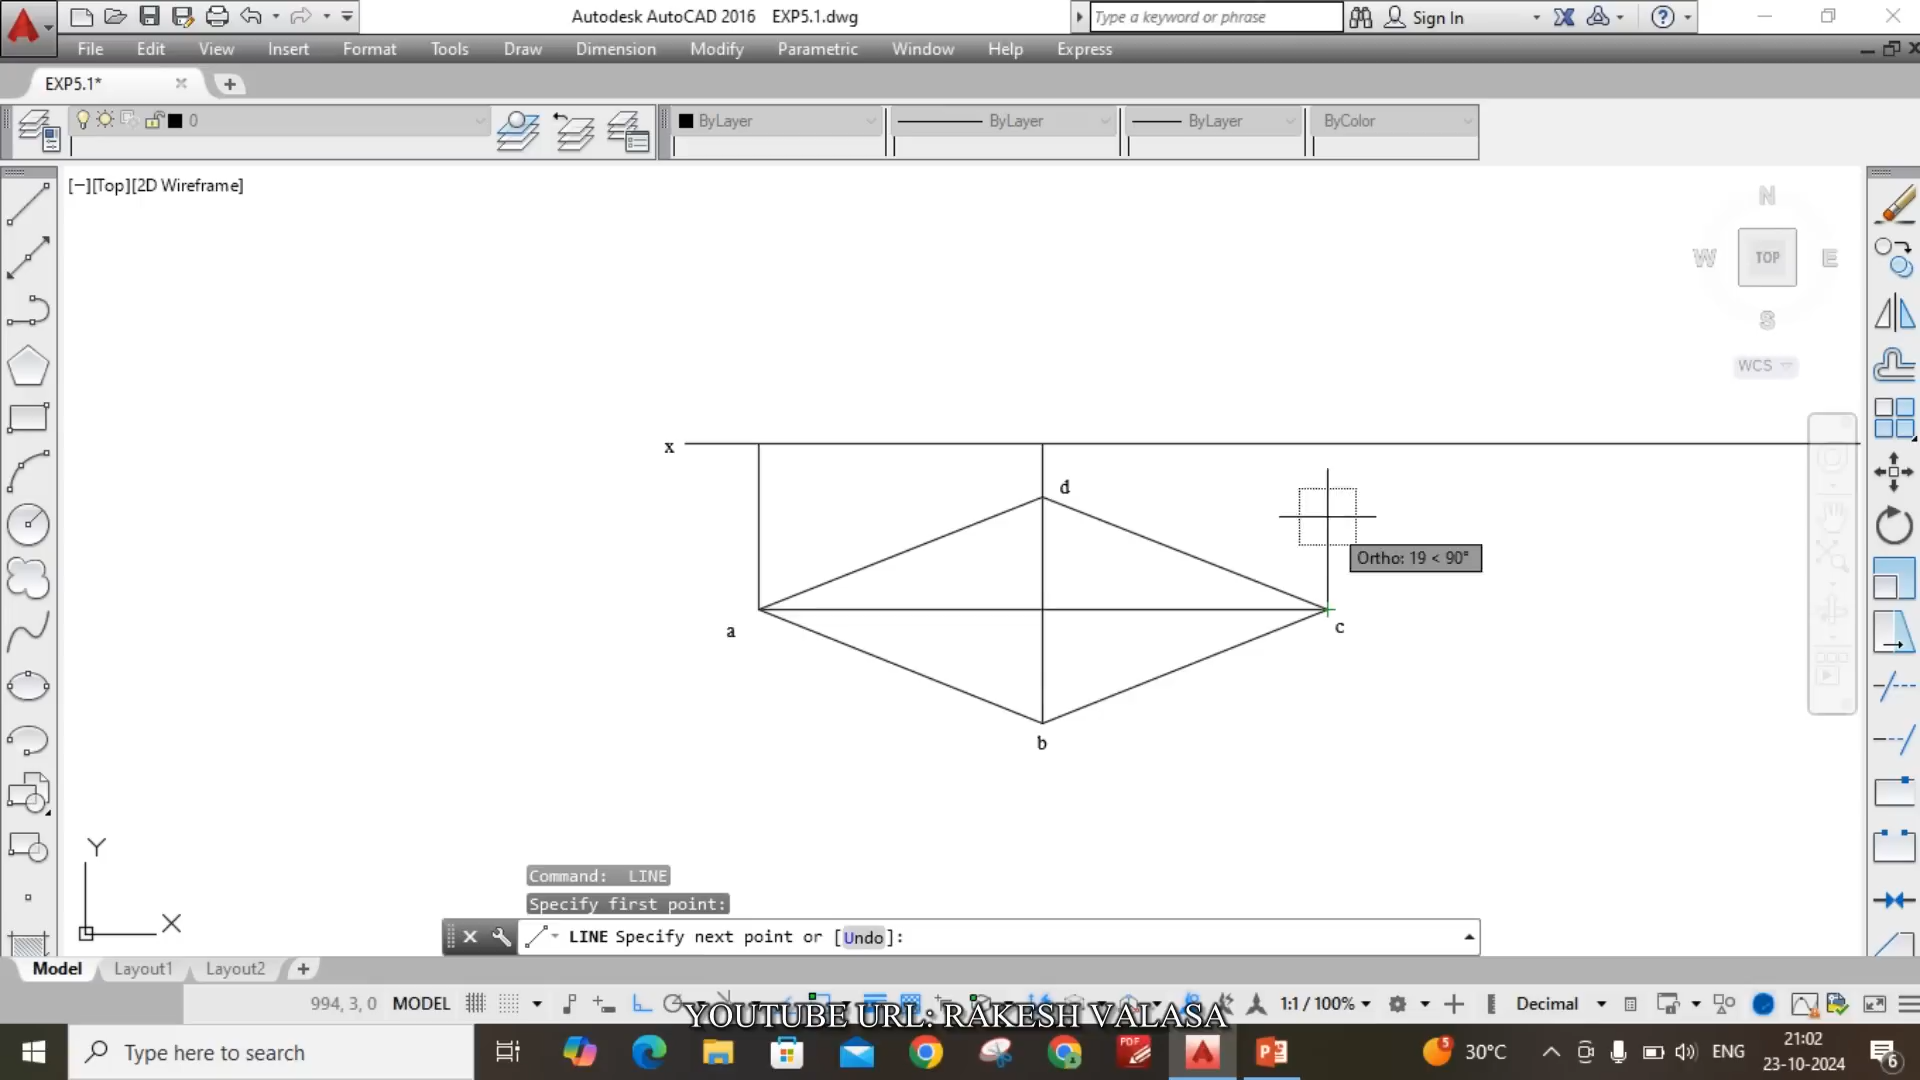 Autodesk AutoCAD 2016 EXP5.1.dwg
Type a keyword or phrase
Sign In
File Edit View Insert Format Tools Draw Dimension Modify Parametric Window Help Express
EXP5.1*
0
ByLayer
ByLayer
ByLayer
ByColor
[−][Top][2D Wireframe]
N
W
TOP
E
S
WCS
x
d
Ortho: 19 < 90°
a
c
b
Y
X
Command: LINE
Specify first point:
LINE Specify next point or [Undo]:
Model Layout1 Layout2
994, 3, 0 MODEL
1:1 / 100%
Decimal
YOUTUBE URL: RAKESH VALASA
Type here to search
PDF
5
30°C
ENG
21:02
23-10-2024
6